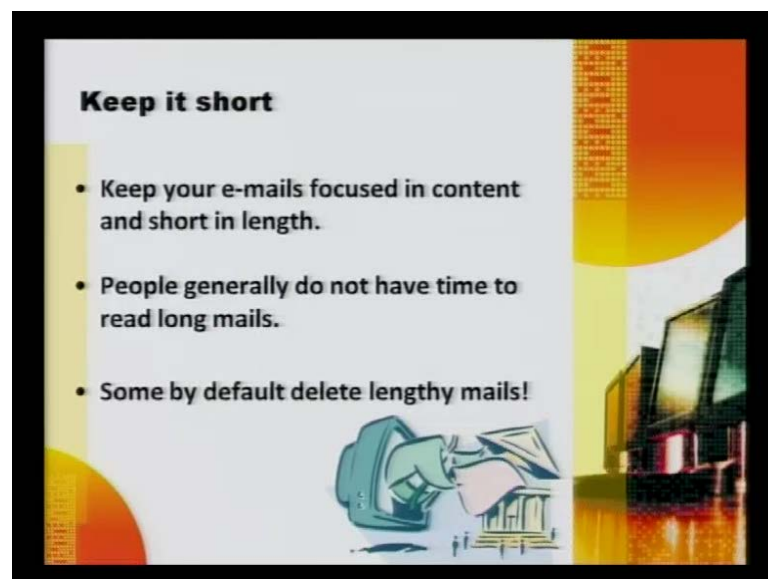 Keep it short
• Keep your e-mails focused in content
and short in length.
• People generally do not have time to
read long mails.
• Some by default delete lengthy mails!